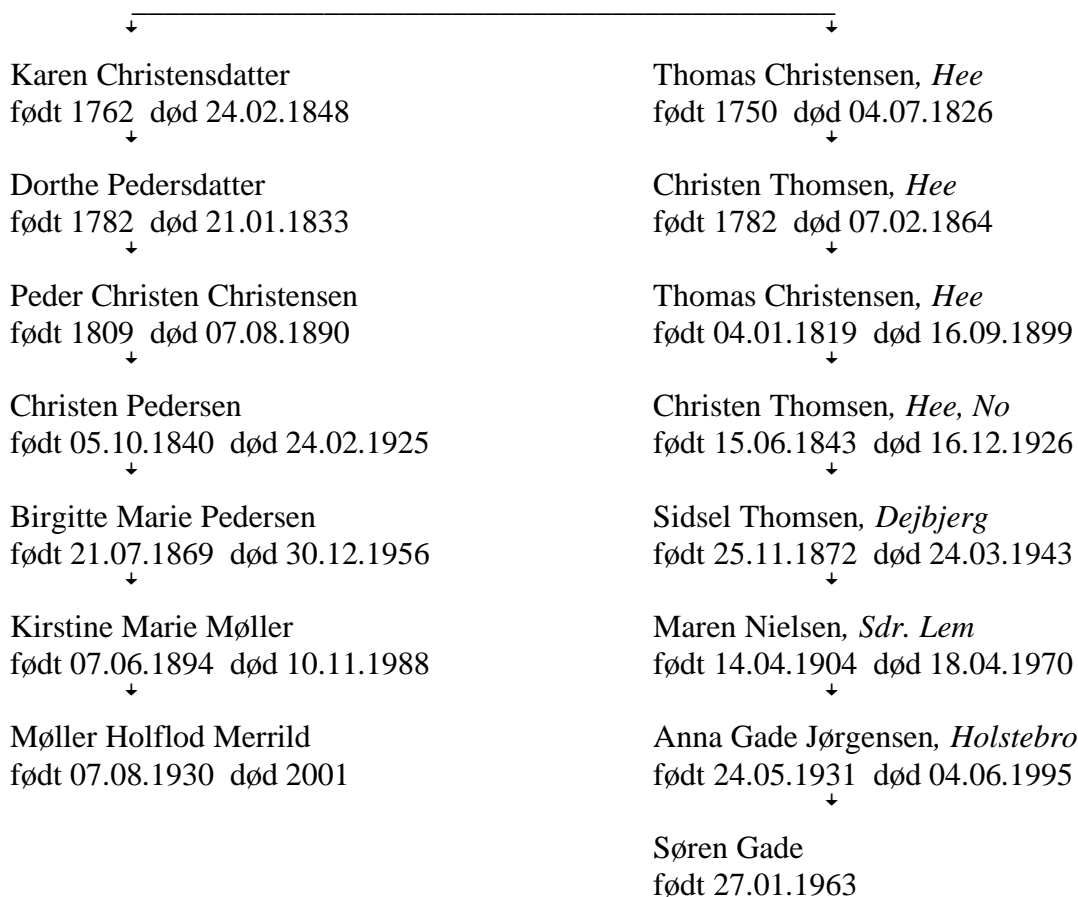 Karen Christensdatter
født 1762 død 24.02.1848
Dorthe Pedersdatter
født 1782 død 21.01.1833
Peder Christen Christensen
født 1809 død 07.08.1890
Christen Pedersen
født 05.10.1840 død 24.02.1925
Birgitte Marie Pedersen
født 21.07.1869 død 30.12.1956
Kirstine Marie Møller
født 07.06.1894 død 10.11.1988
Møller Holflod Merrild
født 07.08.1930 død 2001
Thomas Christensen, Hee
født 1750 død 04.07.1826
Christen Thomsen, Hee
født 1782 død 07.02.1864
Thomas Christensen, Hee
født 04.01.1819 død 16.09.1899
Christen Thomsen, Hee, No
født 15.06.1843 død 16.12.1926
Sidsel Thomsen, Dejbjerg
født 25.11.1872 død 24.03.1943
Maren Nielsen, Sdr. Lem
født 14.04.1904 død 18.04.1970
Anna Gade Jørgensen, Holstebro
født 24.05.1931 død 04.06.1995
Søren Gade
født 27.01.1963